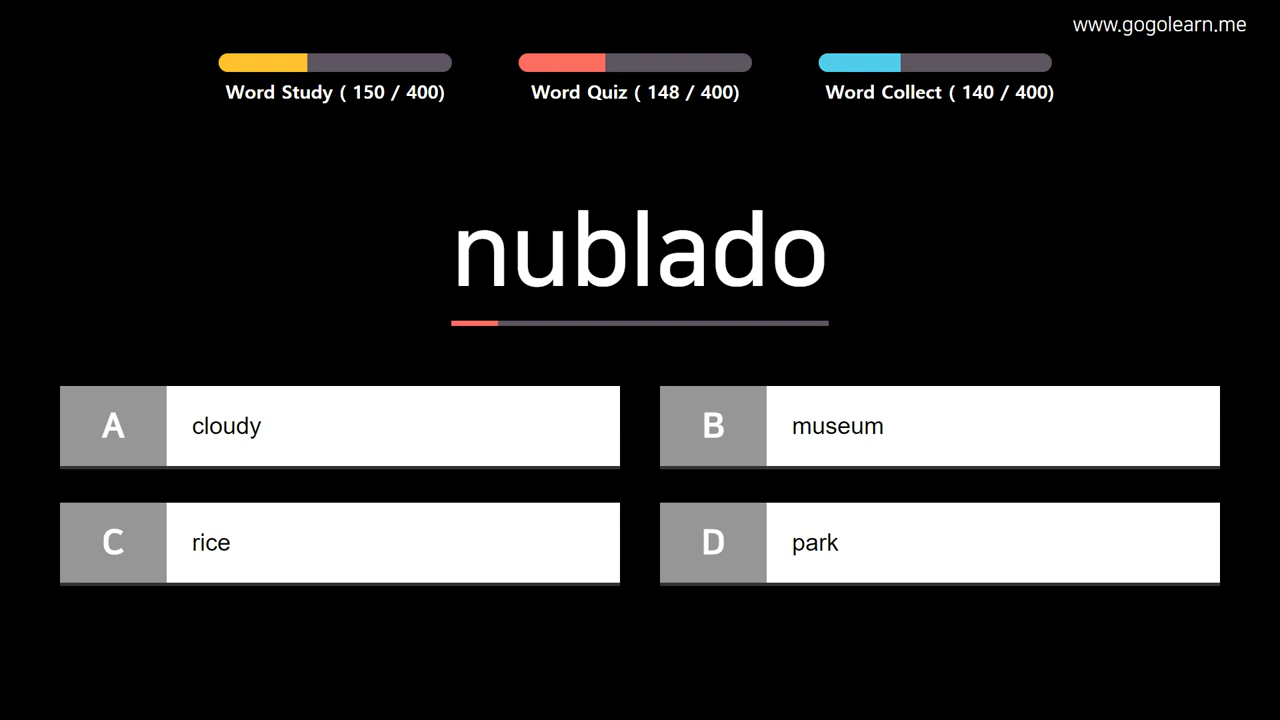 www.gogolearn.me
Word Study ( 150 / 400)
Word Quiz ( 148 / 400)
Word Collect ( 140 / 400)
nublado
A cloudy
B museum
C rice
D park